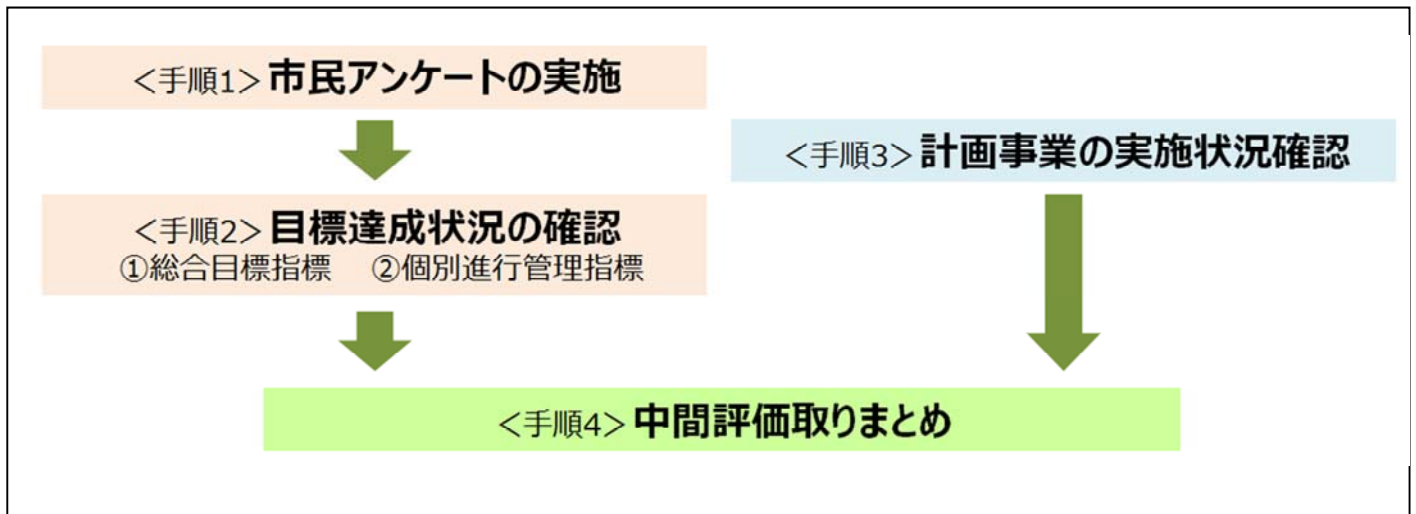 <手順1> 市民アンケートの実施
<手順2> 目標達成状況の確認
①総合目標指標 ②個別進行管理指標
<手順3> 計画事業の実施状況確認
<手順4> 中間評価取りまとめ